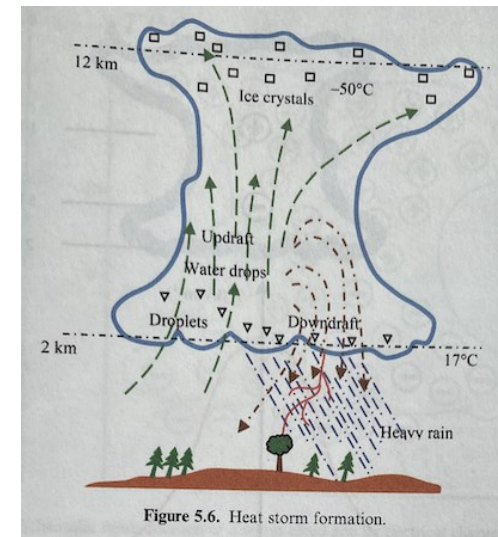 12 km
Ice crystals
-50°C
Updraft
Water drops
Droplets
Downdraft
2 km
17°C
Heavy rain
Figure 5.6. Heat storm formation.